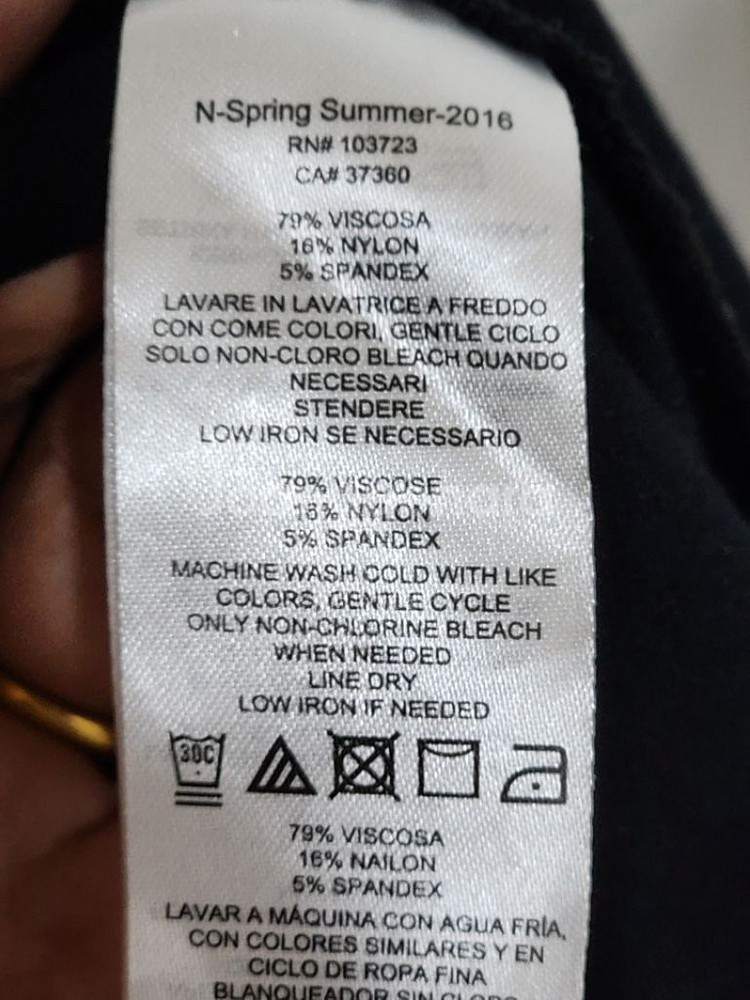 N-Spring Summer-2016
RN# 103723
CA# 37360
79% VISCOSA
16% NYLON
5% SPANDEX
LAVARE IN LAVATRICE A FREDDO
CON COME COLORI, GENTLE CICLO
SOLO NON-CLORO BLEACH QUANDO
NECESSARI
STENDERE
LOW IRON SE NECESSARIO
79% VISCOSE
16% NYLON
5% SPANDEX
MACHINE WASH COLD WITH LIKE
COLORS, GENTLE CYCLE
ONLY NON-CHLORINE BLEACH
WHEN NEEDED
LINE DRY
LOW IRON IF NEEDED
30C
79% VISCOSA
16% NAILON
5% SPANDEX
LAVAR A MÁQUINA CON AGUA FRÍA,
CON COLORES SIMILARES Y EN
CICLO DE ROPA FINA
BLANQUEADOR SIN CLORO